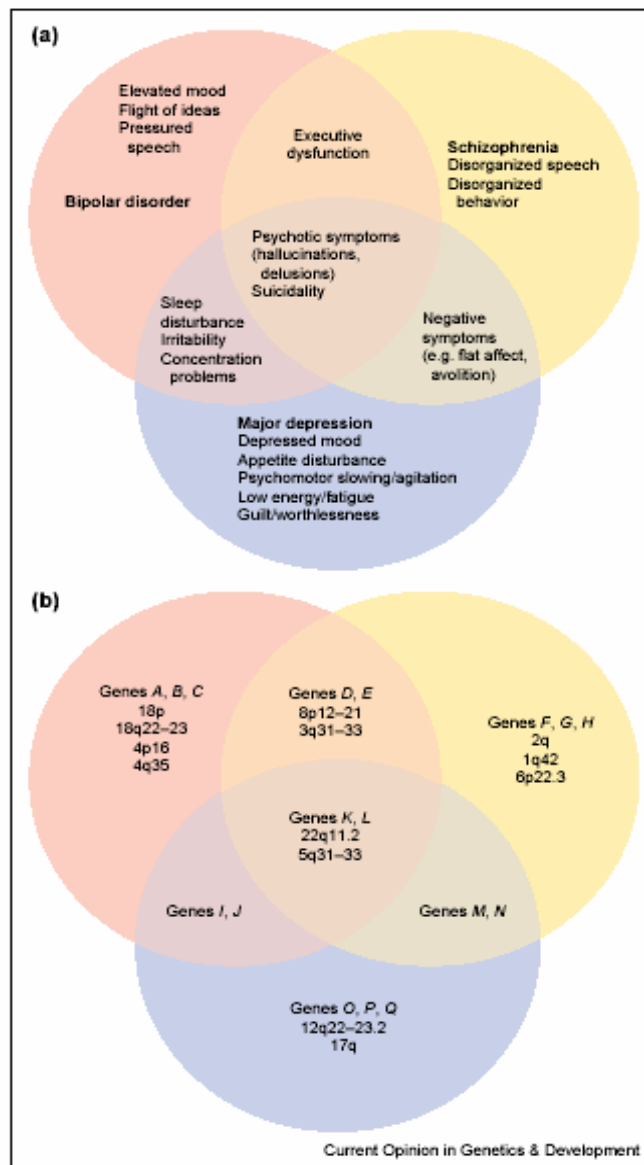 (a)
Elevated mood
Flight of ideas
Pressured
speech
Bipolar disorder
Executive
dysfunction
Schizophrenia
Disorganized speech
Disorganized
behavior
Psychotic symptoms
(hallucinations,
delusions)
Suicidality
Sleep
disturbance
Irritability
Concentration
problems
Negative
symptoms
(e.g. flat affect,
avolition)
Major depression
Depressed mood
Appetite disturbance
Psychomotor slowing/agitation
Low energy/fatigue
Guilt/worthlessness
(b)
Genes A, B, C
18p
18q22–23
4p16
4q35
Genes D, E
8p12–21
3q31–33
Genes F, G, H
2q
1q42
6p22.3
Genes K, L
22q11.2
5q31–33
Genes I, J
Genes M, N
Genes O, P, Q
12q22–23.2
17q
Current Opinion in Genetics & Development